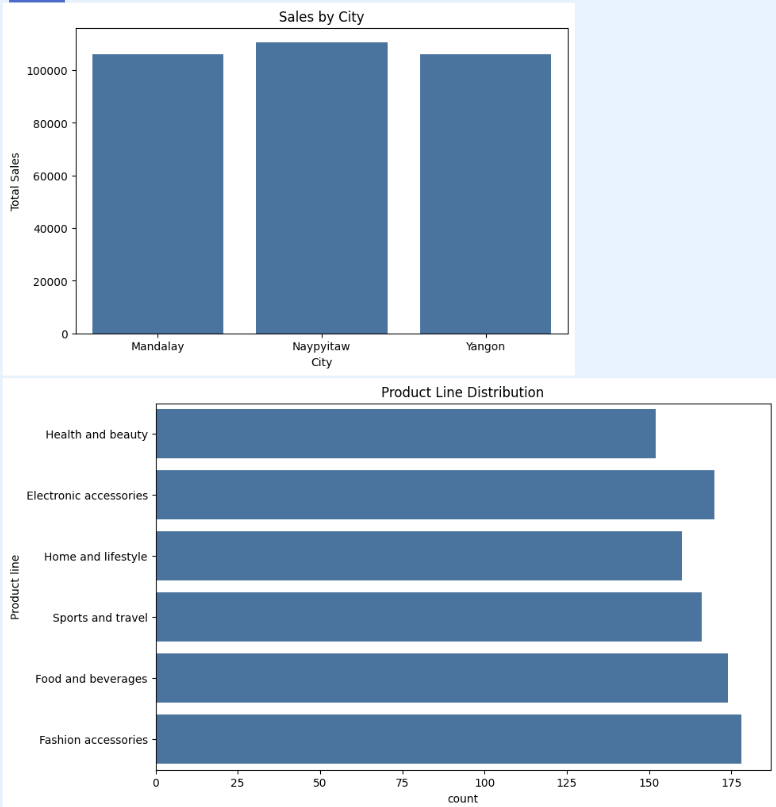 Sales by City
Total Sales
100000
80000
60000
40000
20000
0
Mandalay Naypyitaw Yangon
City
Product Line Distribution
Product line
Health and beauty
Electronic accessories
Home and lifestyle
Sports and travel
Food and beverages
Fashion accessories
0 25 50 75 100 125 150 175
count